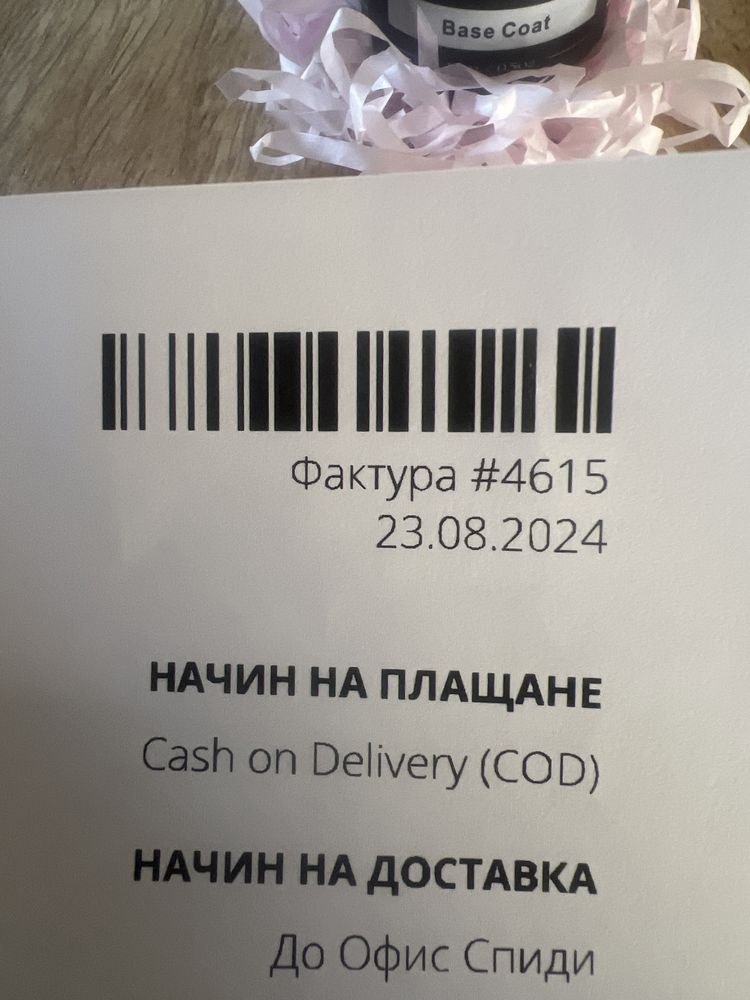 Base Coat
Фактура #4615
23.08.2024
НАЧИН НА ПЛАЩАНЕ
Cash on Delivery (COD)
НАЧИН НА ДОСТАВКА
До Офис Спиди